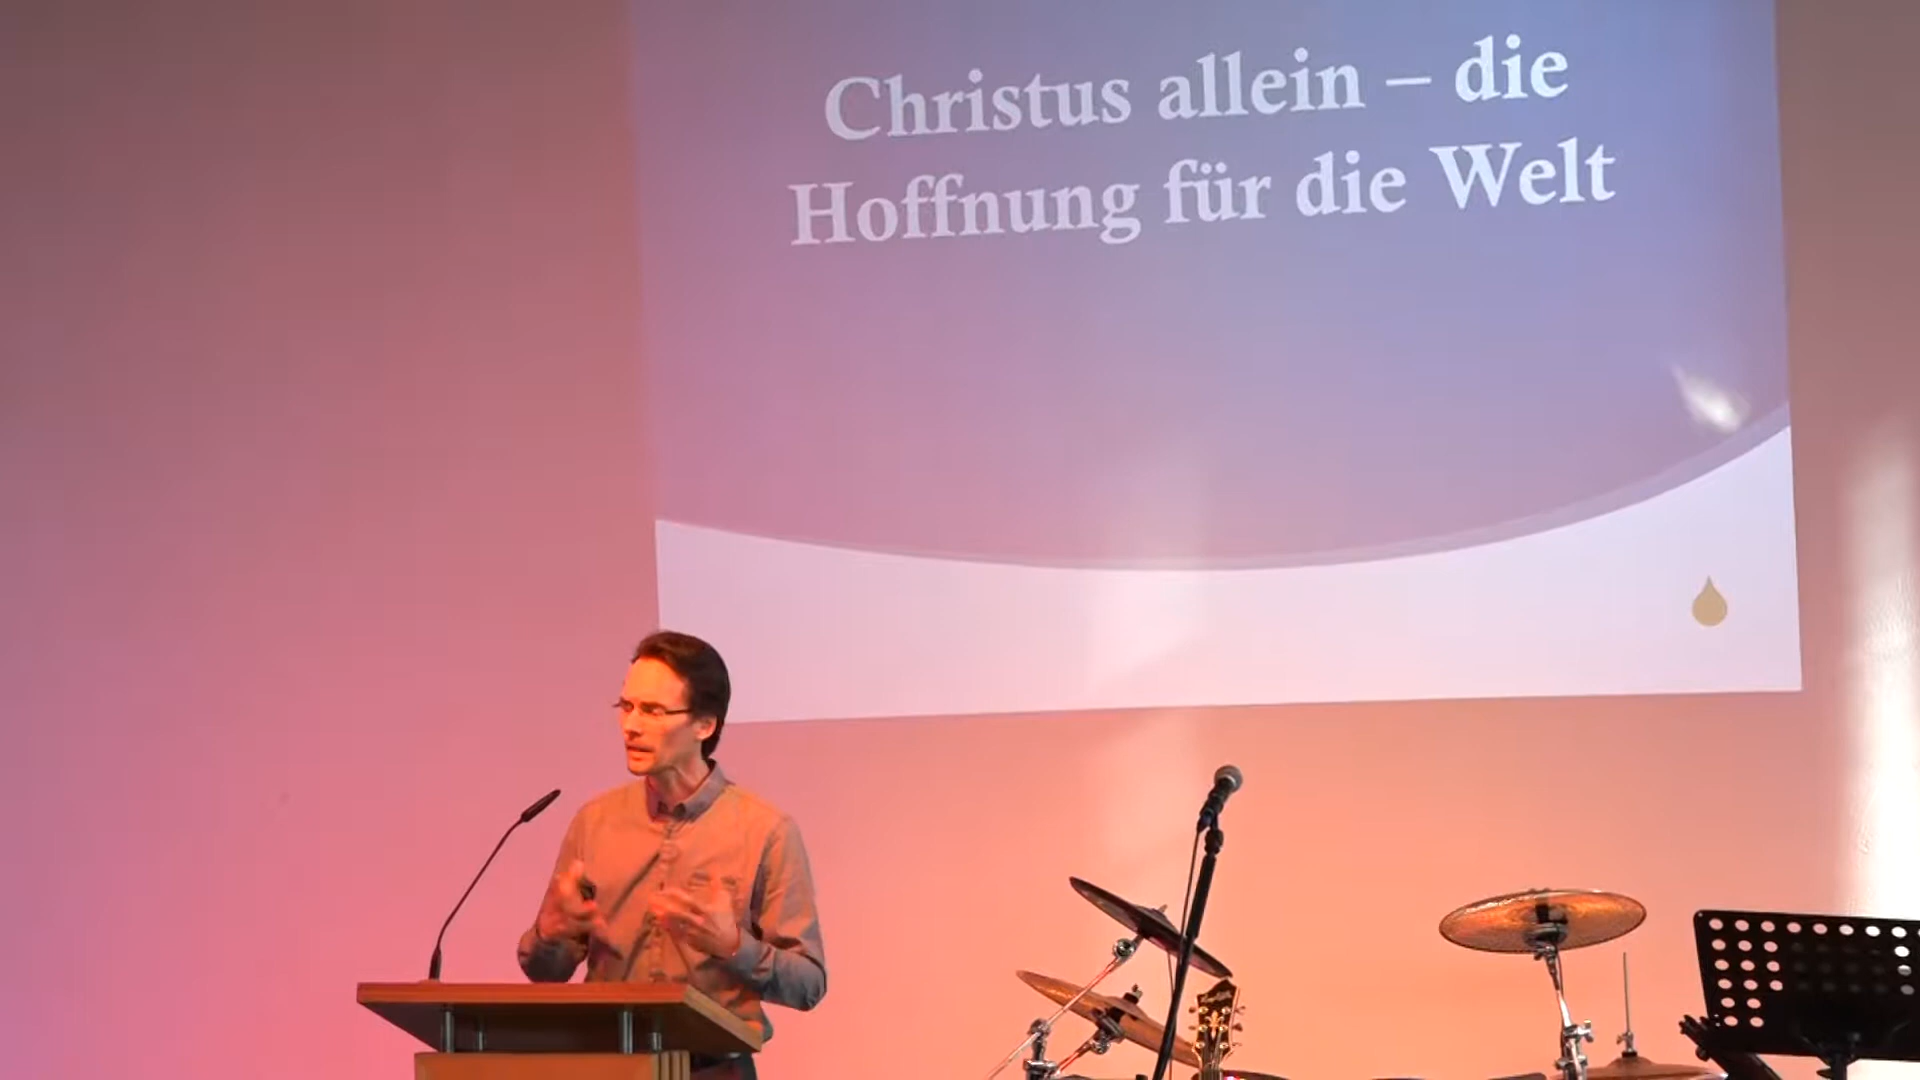 Christus allein – die
Hoffnung für die Welt